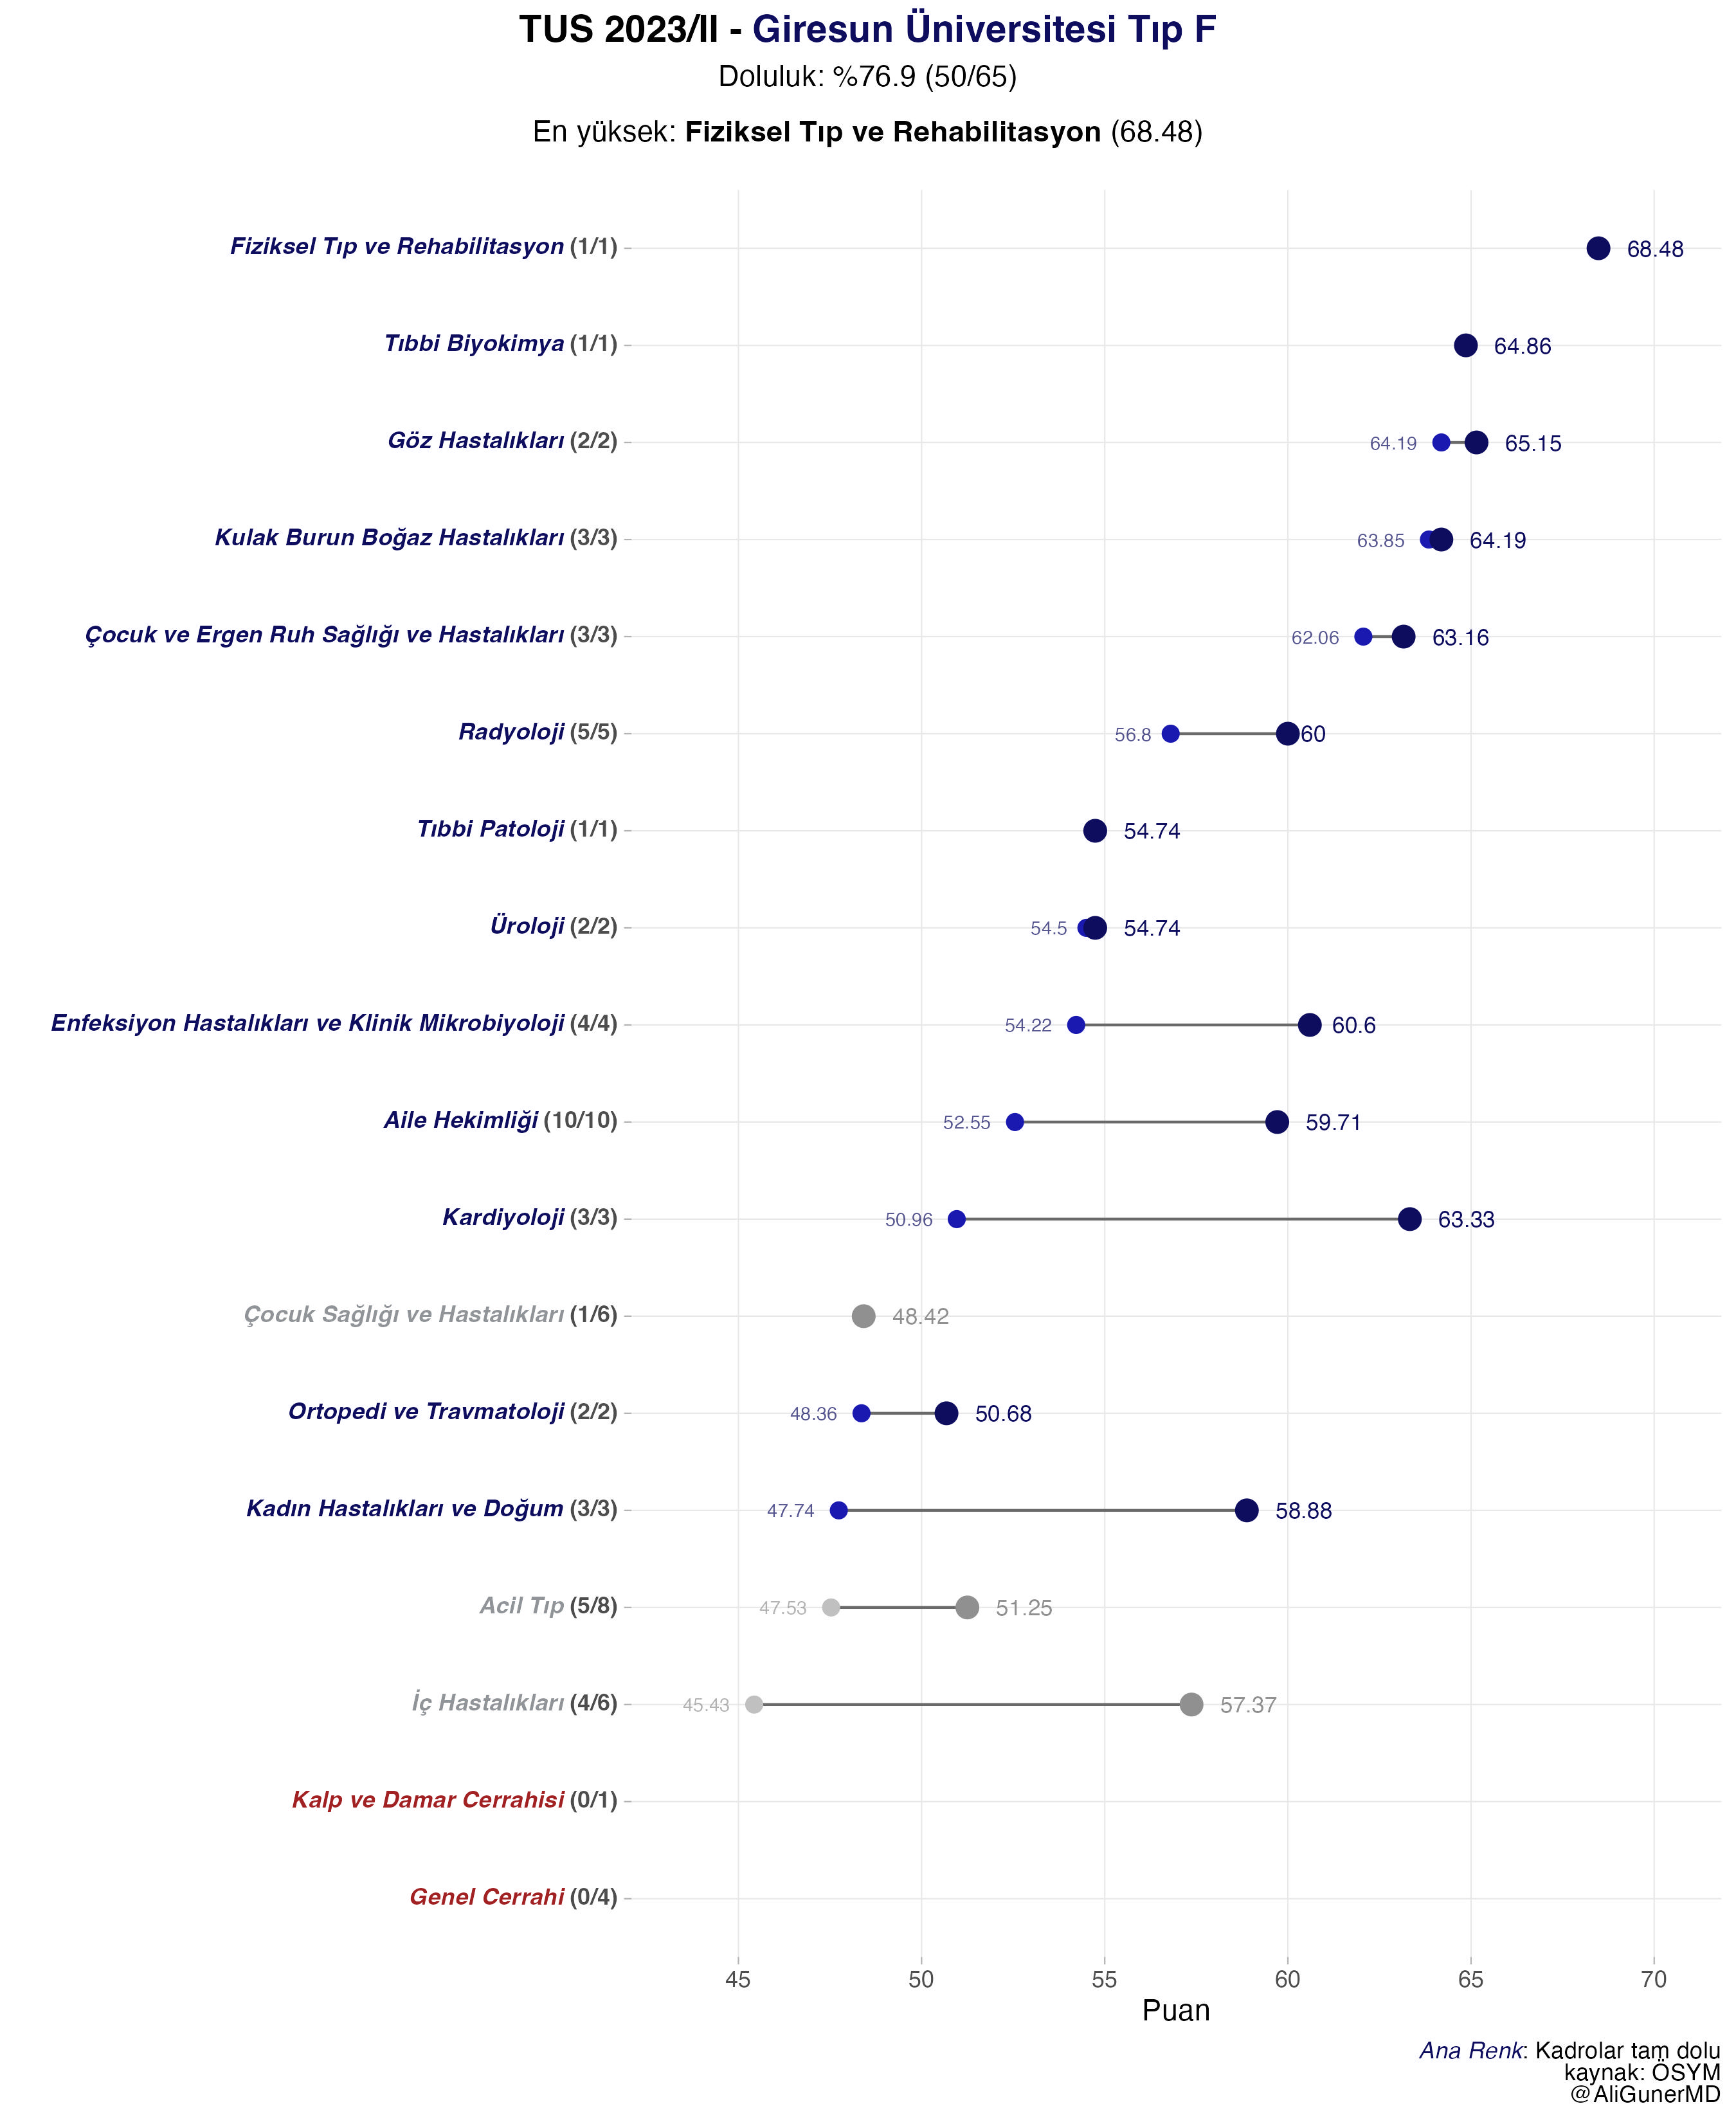 TUS 2023/II - Giresun Üniversitesi Tıp F
Doluluk: %76.9 (50/65)
En yüksek: Fiziksel Tıp ve Rehabilitasyon (68.48)
Fiziksel Tıp ve Rehabilitasyon (1/1) 68.48
Tıbbi Biyokimya (1/1) 64.86
Göz Hastalıkları (2/2) 64.19 65.15
Kulak Burun Boğaz Hastalıkları (3/3) 63.85 64.19
Çocuk ve Ergen Ruh Sağlığı ve Hastalıkları (3/3) 62.06 63.16
Radyoloji (5/5) 56.8 60
Tıbbi Patoloji (1/1) 54.74
Üroloji (2/2) 54.5 54.74
Enfeksiyon Hastalıkları ve Klinik Mikrobiyoloji (4/4) 54.22 60.6
Aile Hekimliği (10/10) 52.55 59.71
Kardiyoloji (3/3) 50.96 63.33
Çocuk Sağlığı ve Hastalıkları (1/6) 48.42
Ortopedi ve Travmatoloji (2/2) 48.36 50.68
Kadın Hastalıkları ve Doğum (3/3) 47.74 58.88
Acil Tıp (5/8) 47.53 51.25
İç Hastalıkları (4/6) 45.43 57.37
Kalp ve Damar Cerrahisi (0/1)
Genel Cerrahi (0/4)
45 50 55 60 65 70
Puan
Ana Renk: Kadrolar tam dolu
kaynak: ÖSYM
@AliGunerMD